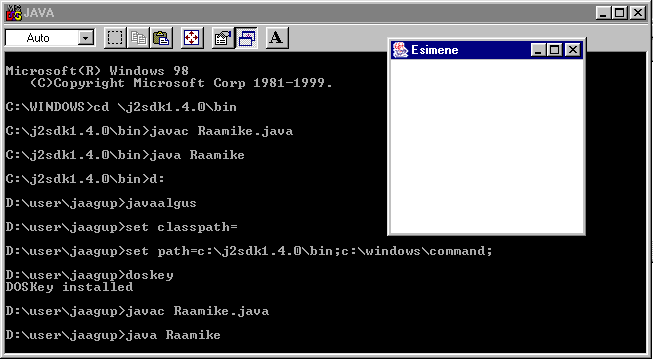 JAVA
Auto
A
Esimene
Microsoft(R) Windows 98
(C)Copyright Microsoft Corp 1981-1999.
C:\WINDOWS>cd \j2sdk1.4.0\bin
C:\j2sdk1.4.0\bin>javac Raamike.java
C:\j2sdk1.4.0\bin>java Raamike
C:\j2sdk1.4.0\bin>d:
D:\user\jaagup>javaalgus
D:\user\jaagup>set classpath=
D:\user\jaagup>set path=c:\j2sdk1.4.0\bin;c:\windows\command;
D:\user\jaagup>doskey
DOSKey installed
D:\user\jaagup>javac Raamike.java
D:\user\jaagup>java Raamike